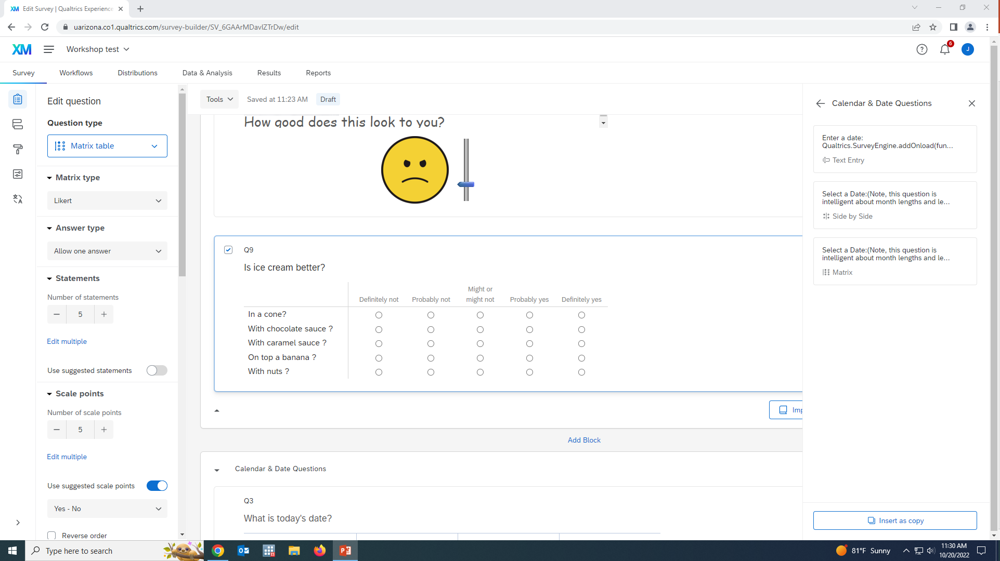 XM Edit Survey | Qualtrics Experience
uarizona.co1.qualtrics.com/survey-builder/SV_6GAArMDavIZTrDw/edit
XM Workshop test
? 6 J
Survey Workflows Distributions Data & Analysis Results Reports
Edit question
Question type
Matrix table
Matrix type
Likert
Answer type
Allow one answer
Statements
Number of statements
5
Edit multiple
Use suggested statements
Scale points
Number of scale points
5
Edit multiple
Use suggested scale points
Yes - No
Reverse order
Tools Saved at 11:23 AM Draft
How good does this look to you?
Q9
Is ice cream better?
Definitely not Probably not Might or might not Probably yes Definitely yes
In a cone?
With chocolate sauce ?
With caramel sauce ?
On top a banana ?
With nuts ?
Imp
Add Block
Calendar & Date Questions
Q3
What is today's date?
Calendar & Date Questions
Enter a date:
Qualtrics.SurveyEngine.addOnload(fun...
Text Entry
Select a Date:(Note, this question is
intelligent about month lengths and le...
Side by Side
Select a Date:(Note, this question is
intelligent about month lengths and le...
Matrix
Insert as copy
Type here to search
81°F Sunny
11:30 AM
10/20/2022